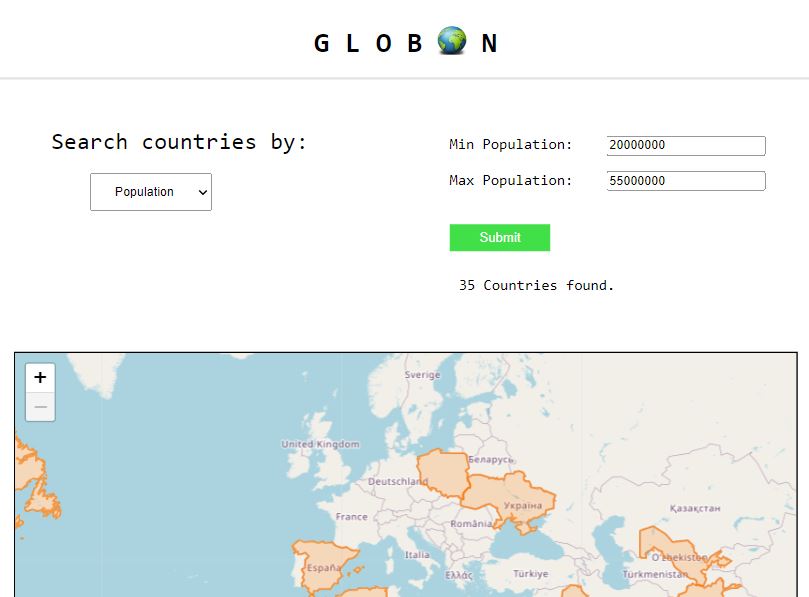 G L O B N
Search countries by:
Population
Min Population: 20000000
Max Population: 55000000
Submit
35 Countries found.
+
−
Sverige
United Kingdom
Беларусь
Deutschland
Україна
Қазақстан
France
România
Italia
Oʻzbekiston
España
Ελλάς
Türkiye
Türkmenistan